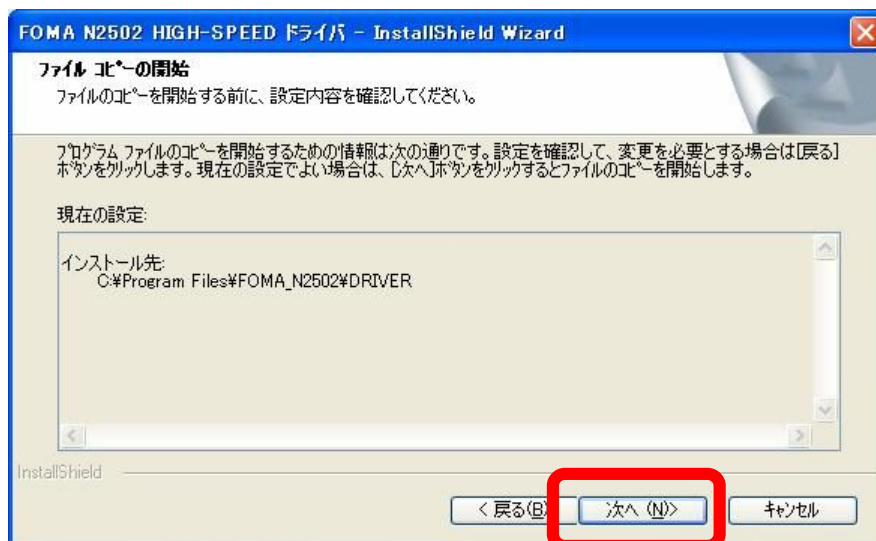 FOMA N2502 HIGH-SPEED ドライバ - InstallShield Wizard
ファイル コピーの開始
ファイルのコピーを開始する前に、設定内容を確認してください。
プログラム ファイルのコピーを開始するための情報は次の通りです。設定を確認して、変更を必要とする場合は[戻る]
ボタンをクリックします。現在の設定でよい場合は、[次へ]ボタンをクリックするとファイルのコピーを開始します。
現在の設定:
インストール先:
C:¥Program Files¥FOMA_N2502¥DRIVER
InstallShield
< 戻る(B) 次へ (N)> キャンセル